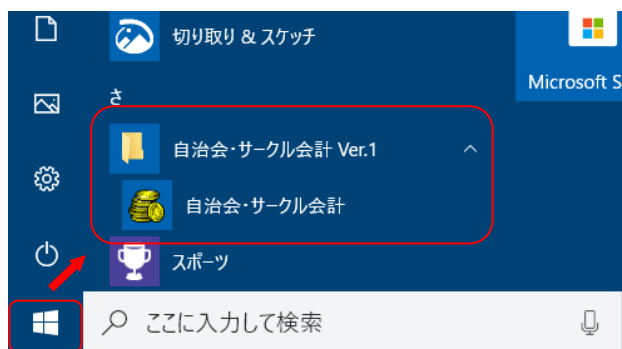 切り取り & スケッチ
Microsoft S
さ
自治会・サークル会計 Ver.1
自治会・サークル会計
スポーツ
ここに入力して検索